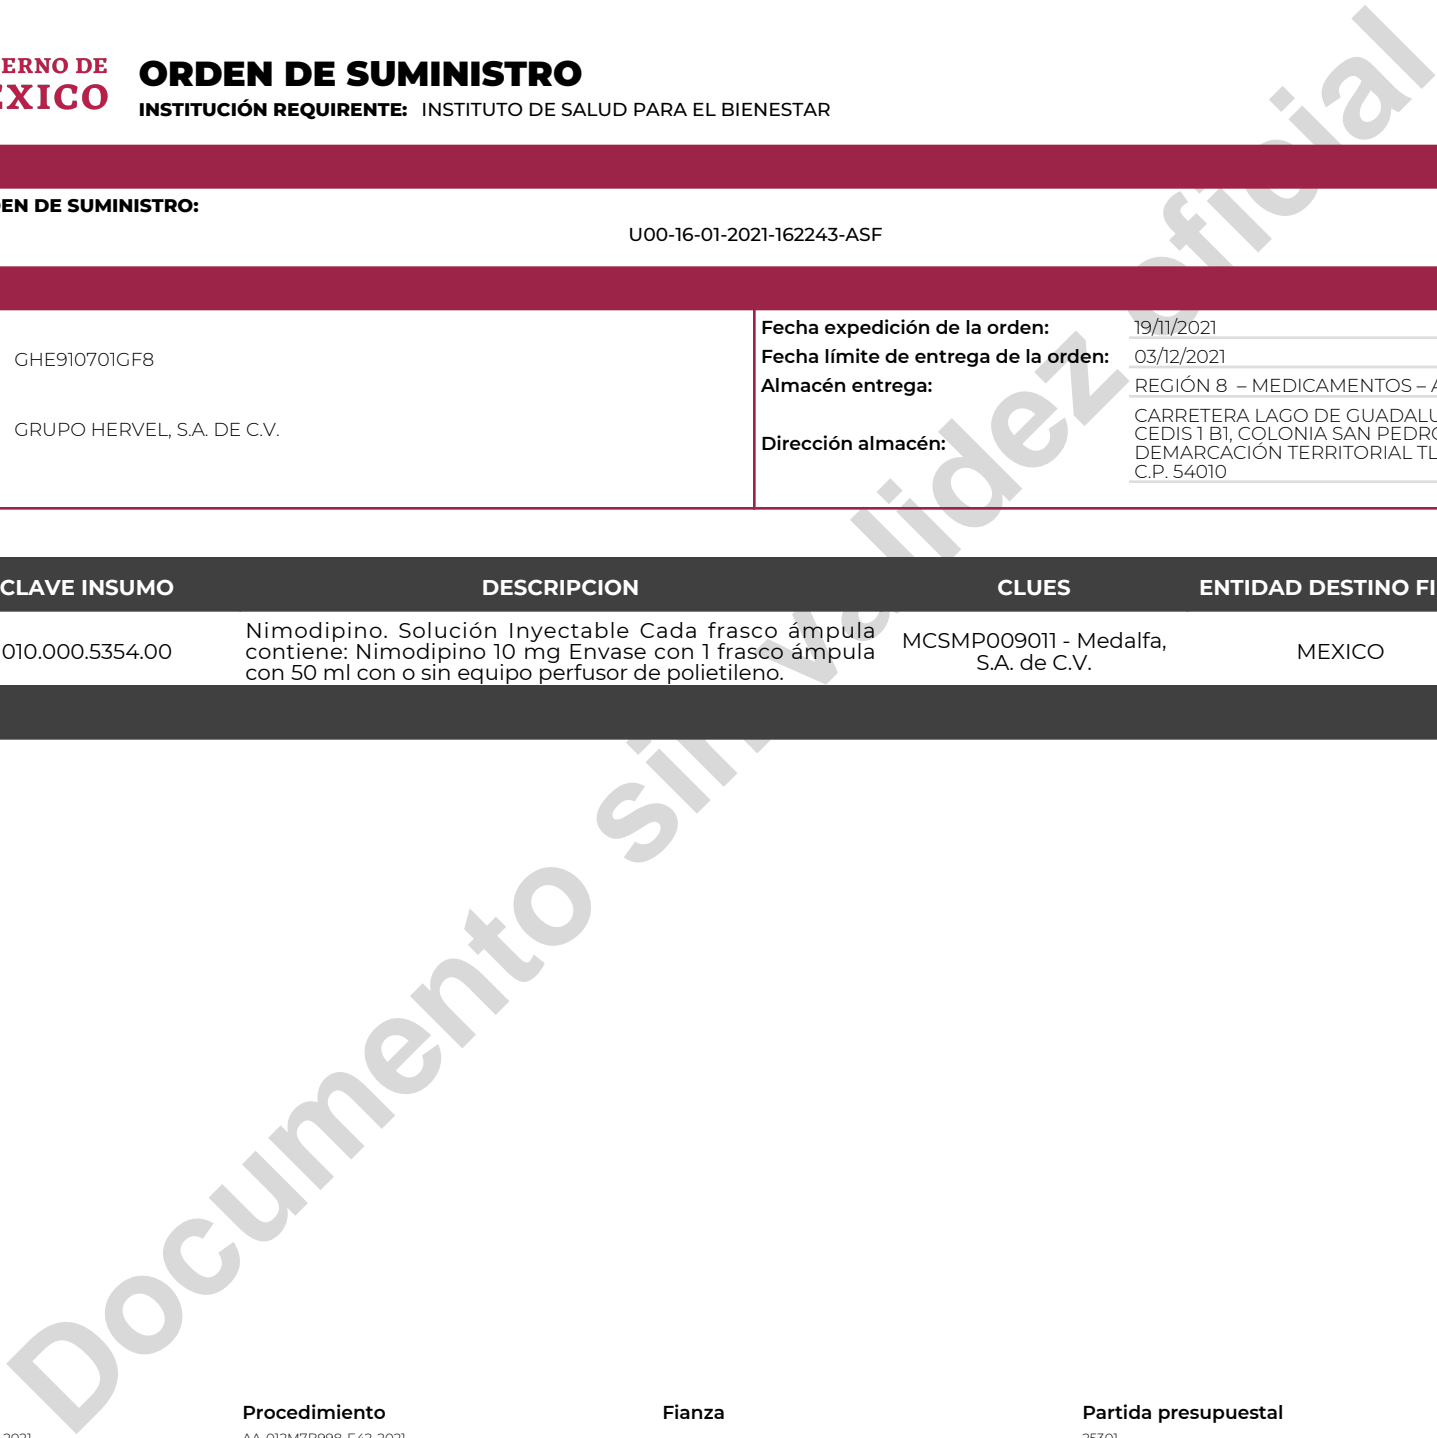 ERNO DE
EXICO
ORDEN DE SUMINISTRO
INSTITUCIÓN REQUIRENTE: INSTITUTO DE SALUD PARA EL BIENESTAR
EN DE SUMINISTRO:
U00-16-01-2021-162243-ASF
GHE910701GF8
GRUPO HERVEL, S.A. DE C.V.
Fecha expedición de la orden: 19/11/2021
Fecha límite de entrega de la orden: 03/12/2021
Almacén entrega: REGIÓN 8 – MEDICAMENTOS – A
Dirección almacén:
CARRETERA LAGO DE GUADALU
CEDIS 1 B1, COLONIA SAN PEDRO
DEMARCACIÓN TERRITORIAL TL
C.P. 54010
CLAVE INSUMO DESCRIPCION CLUES ENTIDAD DESTINO FI
010.000.5354.00
Nimodipino. Solución Inyectable Cada frasco ámpula
contiene: Nimodipino 10 mg Envase con 1 frasco ámpula
con 50 ml con o sin equipo perfusor de polietileno.
MCSMP009011 - Medalfa,
S.A. de C.V.
MEXICO
Documento sin validez oficial
Procedimiento Fianza Partida presupuestal